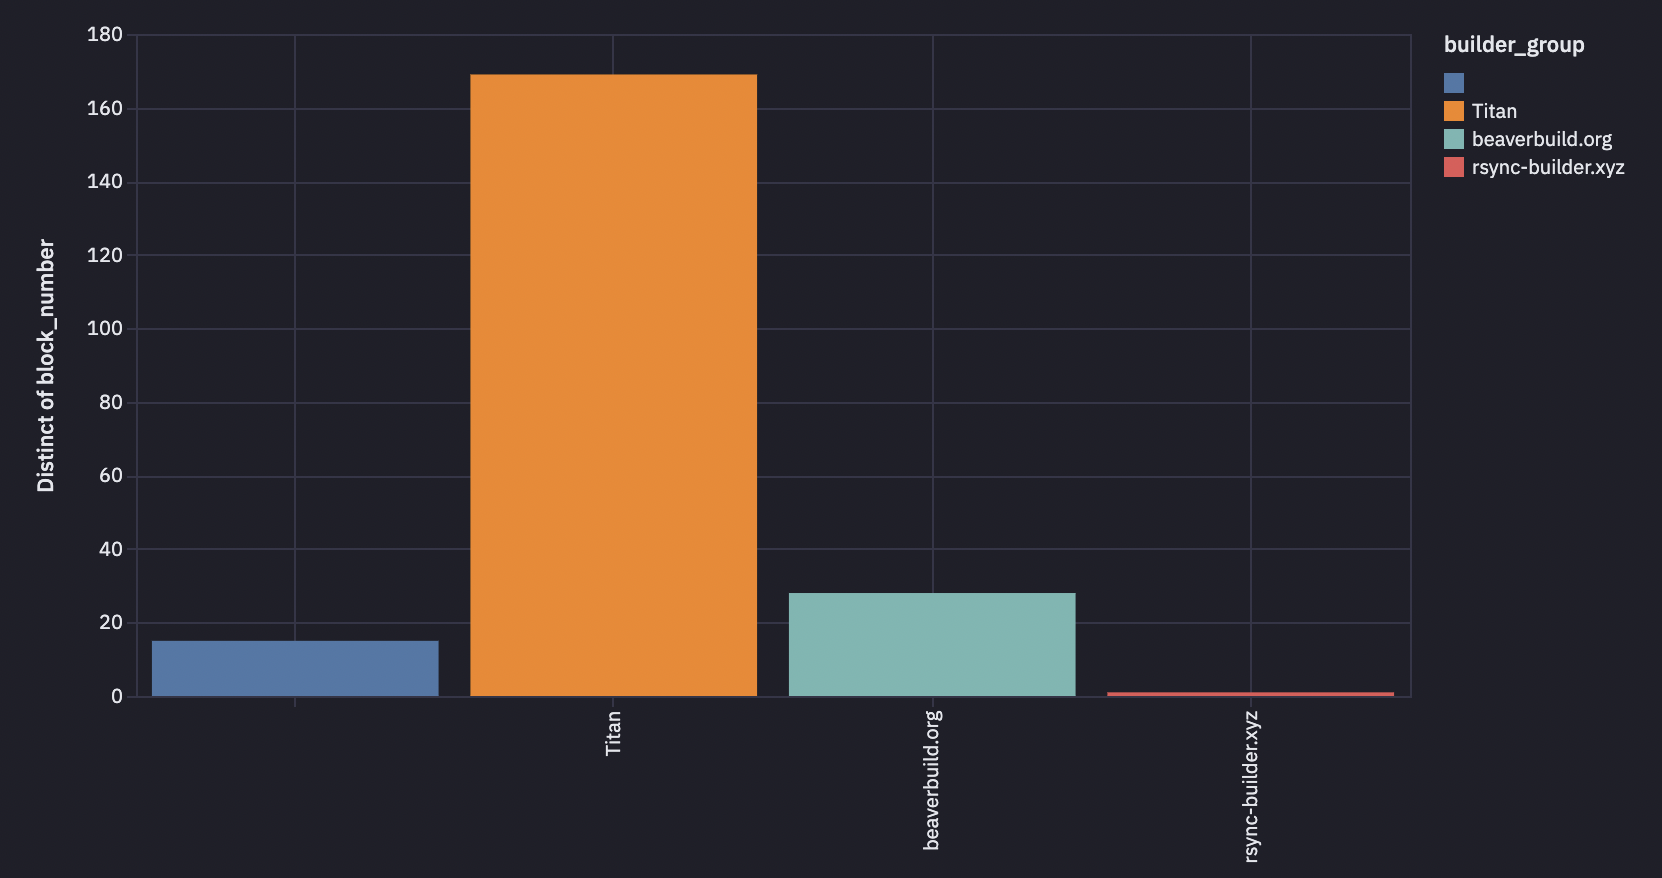 Distinct of block_number
180
160
140
120
100
80
60
40
20
0
Titan
beaverbuild.org
rsync-builder.xyz
builder_group
Titan
beaverbuild.org
rsync-builder.xyz